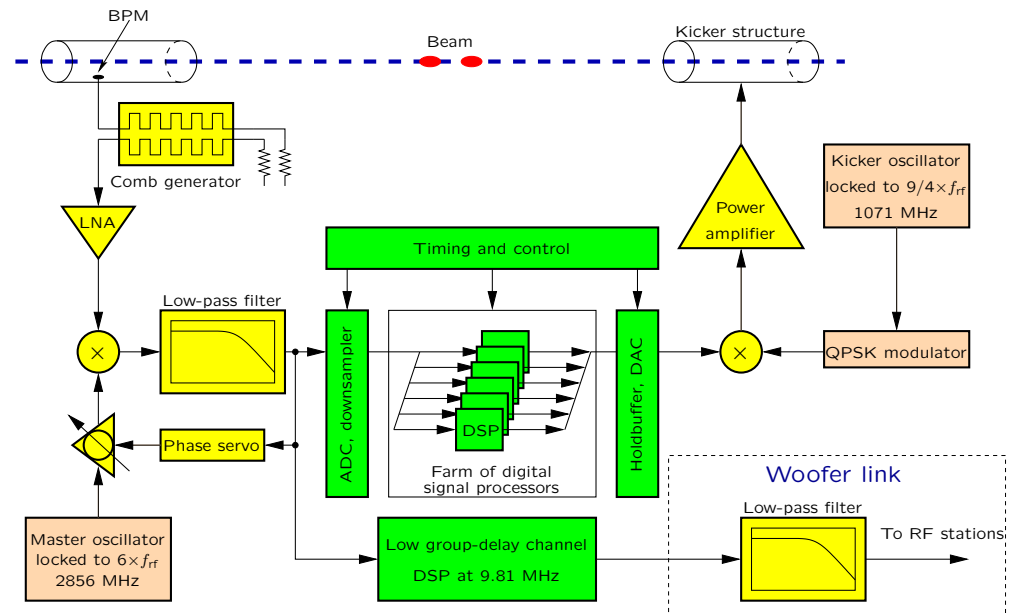 BPM
Beam
Kicker structure
Comb generator
LNA
Power
amplifier
Kicker oscillator
locked to 9/4×f_rf
1071 MHz
Timing and control
Low-pass filter
×
×
QPSK modulator
ADC, downsampler
DSP
Farm of digital
signal processors
Holdbuffer, DAC
Phase servo
Woofer link
Master oscillator
locked to 6×f_rf
2856 MHz
Low group-delay channel
DSP at 9.81 MHz
Low-pass filter
To RF stations